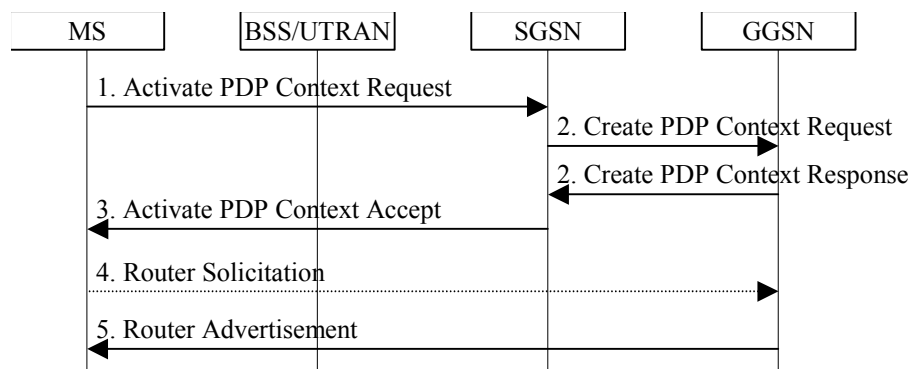 MS BSS/UTRAN SGSN GGSN
1. Activate PDP Context Request
2. Create PDP Context Request
2. Create PDP Context Response
3. Activate PDP Context Accept
4. Router Solicitation
5. Router Advertisement